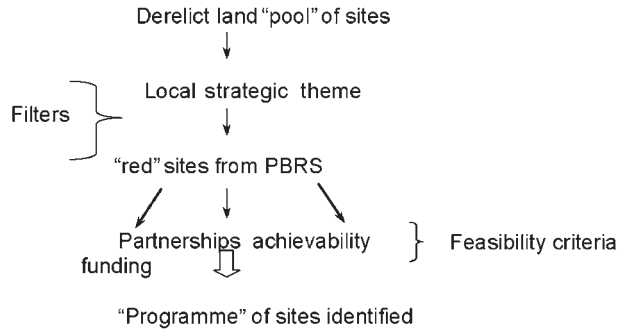 Derelict land “pool” of sites
Local strategic theme
Filters
“red” sites from PBRS
Partnerships achievability
Feasibility criteria
funding
“Programme” of sites identified